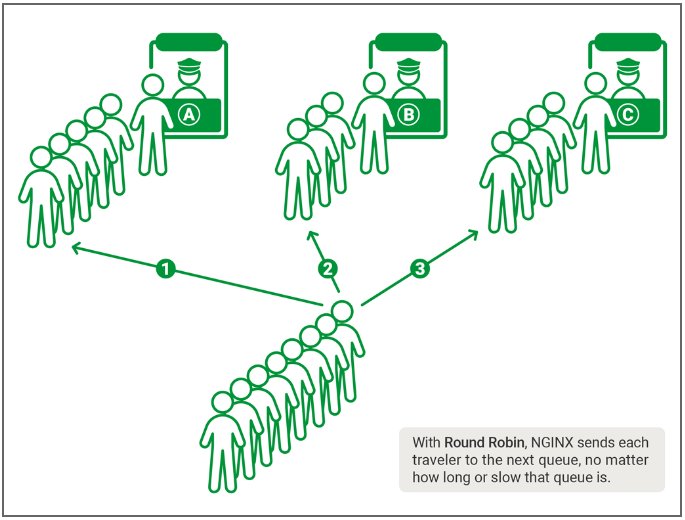 A
B
C
1
2
3
With Round Robin, NGINX sends each
traveler to the next queue, no matter
how long or slow that queue is.